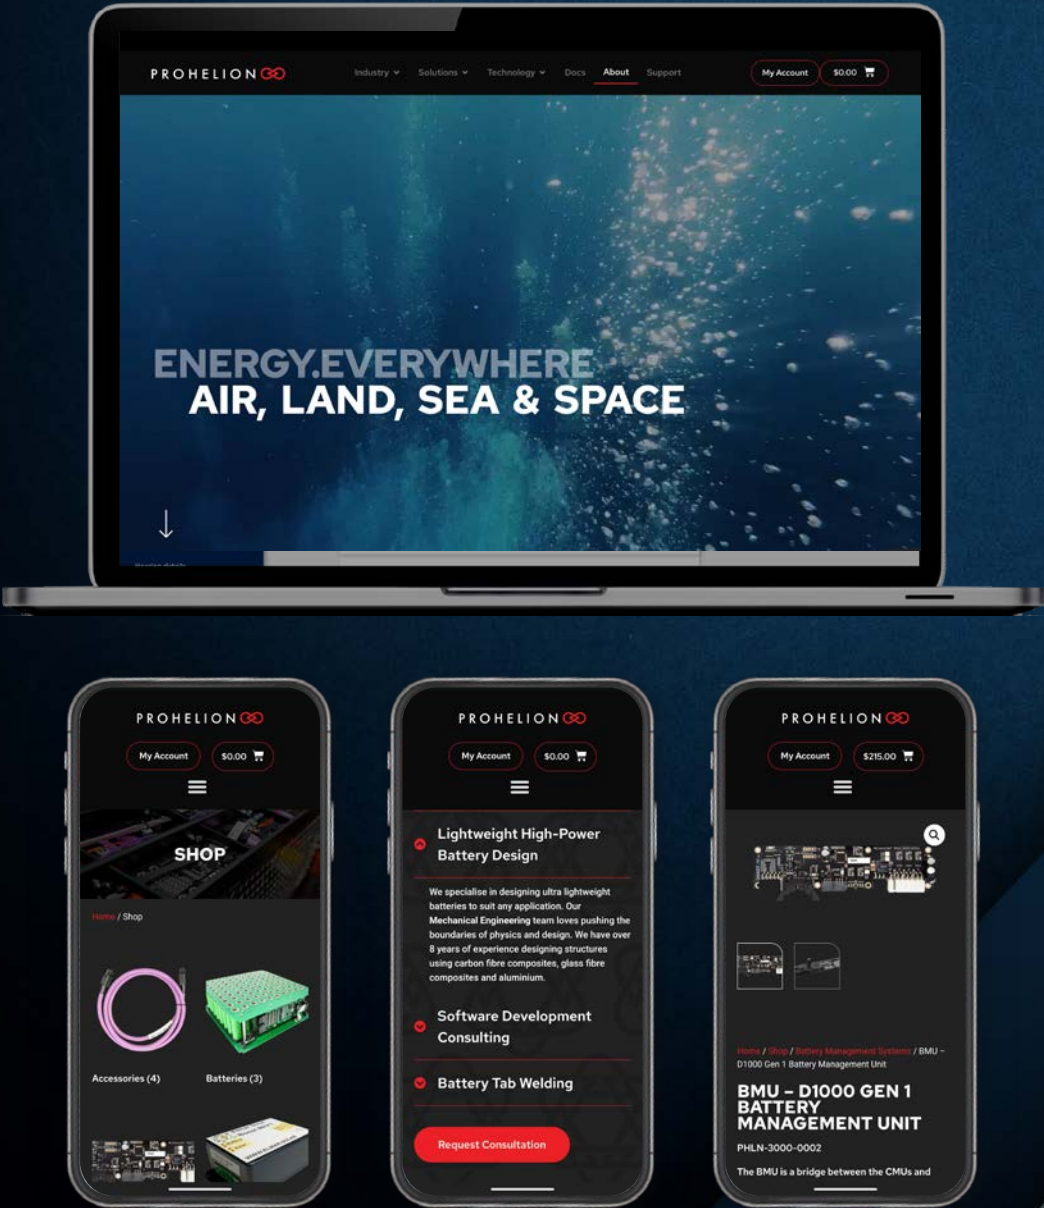 PROHELION
Industry Solutions Technology Docs About Support My Account $0.00
ENERGY.EVERYWHERE
AIR, LAND, SEA & SPACE
PROHELION
My Account $0.00
SHOP
Home / Shop
Accessories (4) Batteries (3)
PROHELION
My Account $0.00
Lightweight High-Power
Battery Design
We specialise in designing ultra lightweight
batteries to suit any application. Our
Mechanical Engineering team loves pushing the
boundaries of physics and design. We have over
8 years of experience designing structures
using carbon fibre composites, glass fibre
composites and aluminium.
Software Development
Consulting
Battery Tab Welding
Request Consultation
PROHELION
My Account $215.00
Home / Shop / Battery Management Systems / BMU –
D1000 Gen 1 Battery Management Unit
BMU – D1000 GEN 1
BATTERY
MANAGEMENT UNIT
PHLN-3000-0002
The BMU is a bridge between the CMUs and